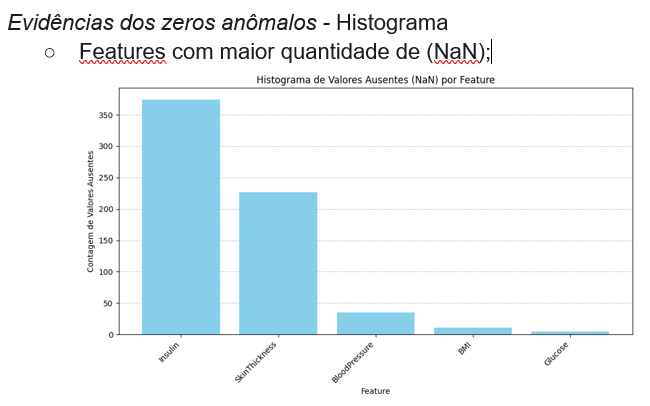 Evidências dos zeros anômalos - Histograma
○ Features com maior quantidade de (NaN);
Histograma de Valores Ausentes (NaN) por Feature
Contagem de Valores Ausentes
350
300
250
200
150
100
50
0
Insulin
SkinThickness
BloodPressure
BMI
Glucose
Feature